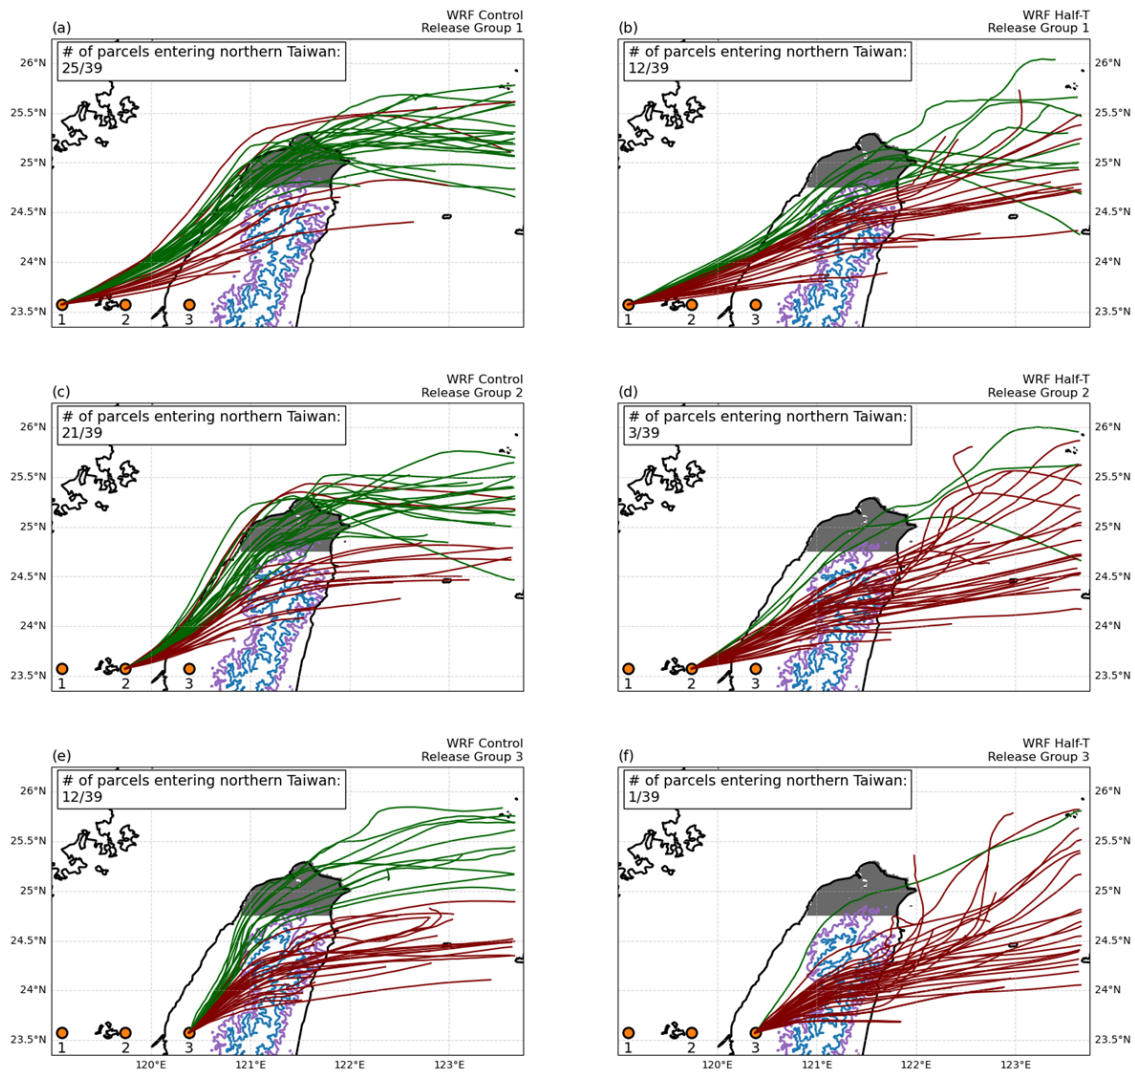 (a)
WRF Control
Release Group 1
# of parcels entering northern Taiwan:
25/39
26°N
25.5°N
25°N
24.5°N
24°N
23.5°N
1 2 3
(b)
WRF Half-T
Release Group 1
# of parcels entering northern Taiwan:
12/39
26°N
25.5°N
25°N
24.5°N
24°N
23.5°N
1 2 3
(c)
WRF Control
Release Group 2
# of parcels entering northern Taiwan:
21/39
26°N
25.5°N
25°N
24.5°N
24°N
23.5°N
1 2 3
(d)
WRF Half-T
Release Group 2
# of parcels entering northern Taiwan:
3/39
26°N
25.5°N
25°N
24.5°N
24°N
23.5°N
1 2 3
(e)
WRF Control
Release Group 3
# of parcels entering northern Taiwan:
12/39
26°N
25.5°N
25°N
24.5°N
24°N
23.5°N
1 2 3
120°E 121°E 122°E 123°E
(f)
WRF Half-T
Release Group 3
# of parcels entering northern Taiwan:
1/39
26°N
25.5°N
25°N
24.5°N
24°N
23.5°N
1 2 3
120°E 121°E 122°E 123°E